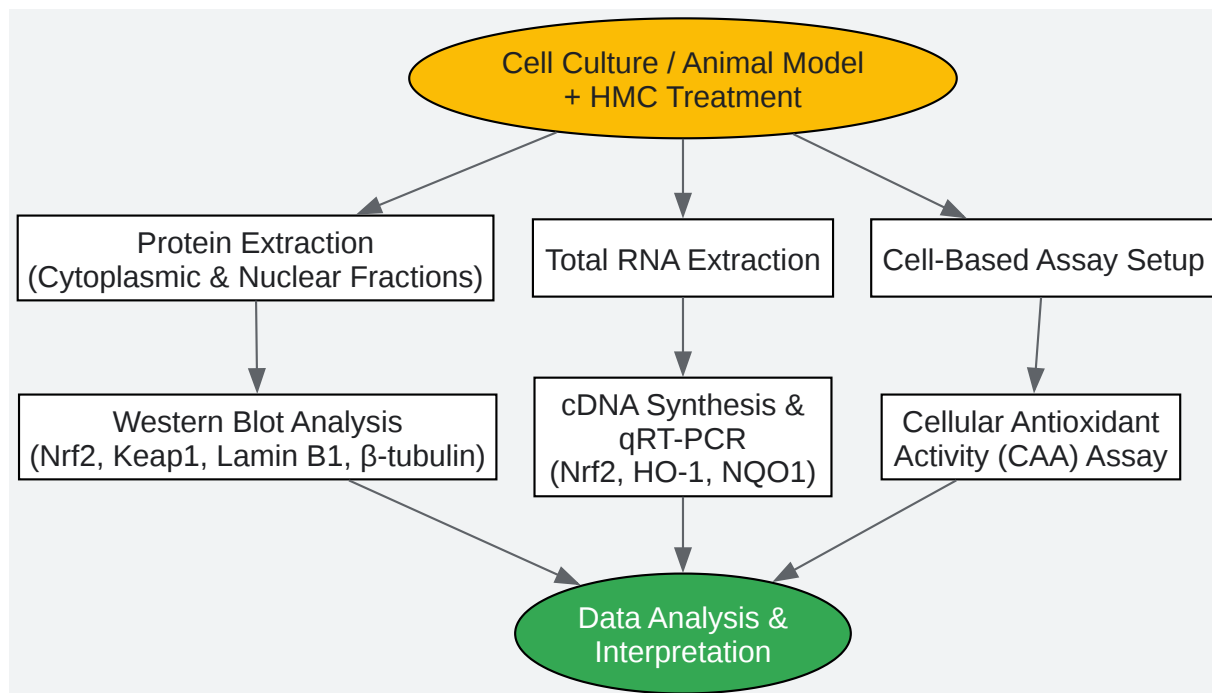 Cell Culture / Animal Model
+ HMC Treatment
Protein Extraction
(Cytoplasmic & Nuclear Fractions)
Total RNA Extraction
Cell-Based Assay Setup
Western Blot Analysis
(Nrf2, Keap1, Lamin B1, β-tubulin)
cDNA Synthesis &
qRT-PCR
(Nrf2, HO-1, NQO1)
Cellular Antioxidant
Activity (CAA) Assay
Data Analysis &
Interpretation